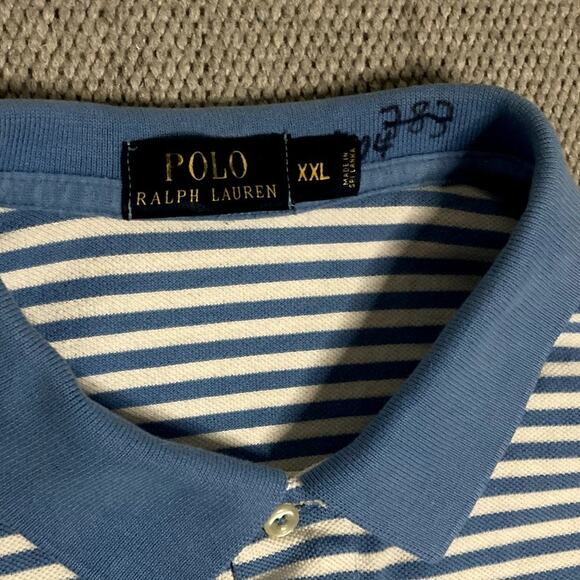 POLO
RALPH LAUREN
XXL
MADE IN
SRI LANKA